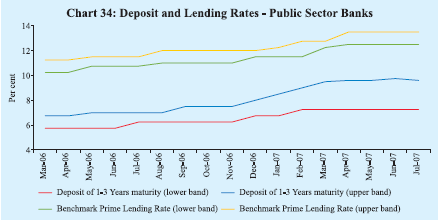 Chart 34: Deposit and Lending Rates - Public Sector Banks
Per cent
14
12
10
8
6
4
Mar-06
Apr-06
May-06
Jun-06
Jul-06
Aug-06
Sep-06
Oct-06
Nov-06
Dec-06
Jan-07
Feb-07
Mar-07
Apr-07
May-07
Jun-07
Jul-07
Deposit of 1-3 Years maturity (lower band) Deposit of 1-3 Years maturity (upper band)
Benchmark Prime Lending Rate (lower band) Benchmark Prime Lending Rate (upper band)